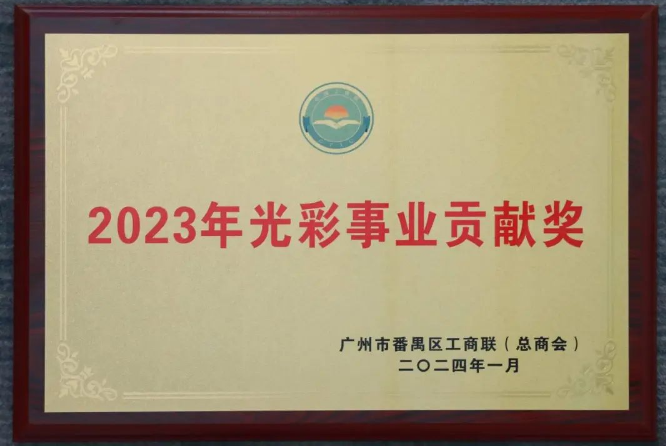 2023年光彩事业贡献奖
广州市番禺区工商联（总商会）
二〇二四年一月